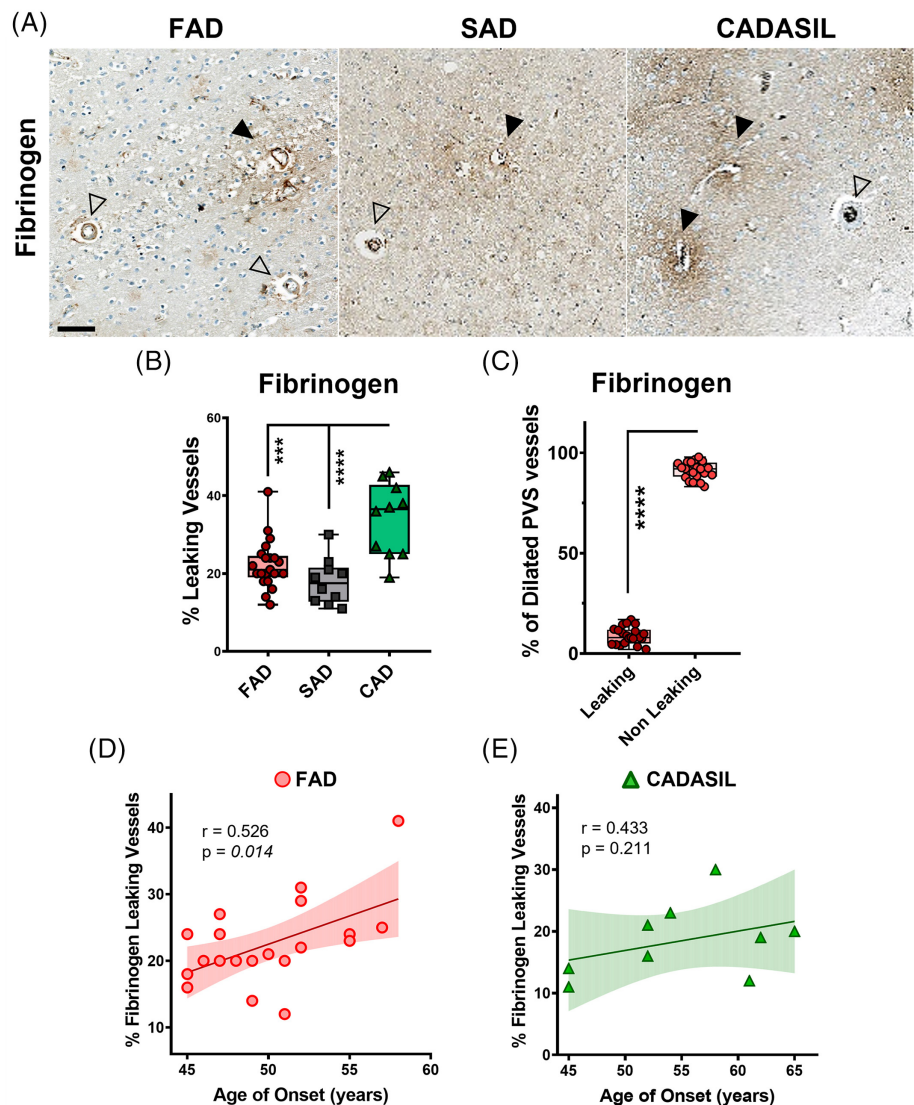 (A)
FAD SAD CADASIL
Fibrinogen
(B)
Fibrinogen
% Leaking Vessels
60
40
20
0
***
****
FAD
SAD
CAD
(C)
Fibrinogen
% of Dilated PVS vessels
100
50
0
****
Leaking
Non Leaking
(D)
FAD
r = 0.526
p = 0.014
% Fibrinogen Leaking Vessels
40
30
20
10
45 50 55 60
Age of Onset (years)
(E)
CADASIL
r = 0.433
p = 0.211
% Fibrinogen Leaking Vessels
40
30
20
10
0
45 50 55 60 65
Age of Onset (years)